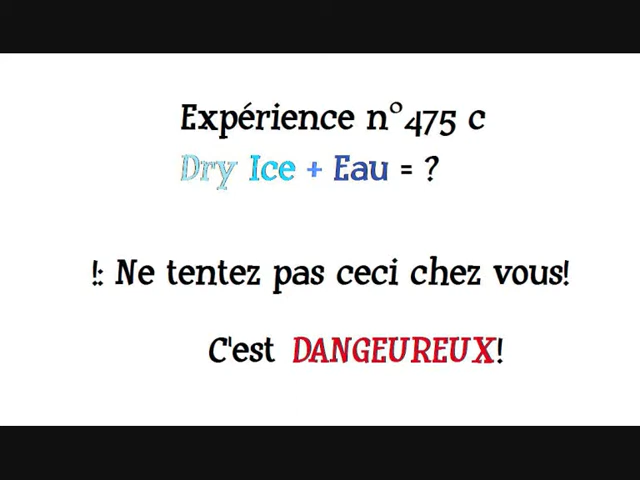 Expérience n°475 c
Dry Ice + Eau = ?
!: Ne tentez pas ceci chez vous!
C'est DANGEUREUX!